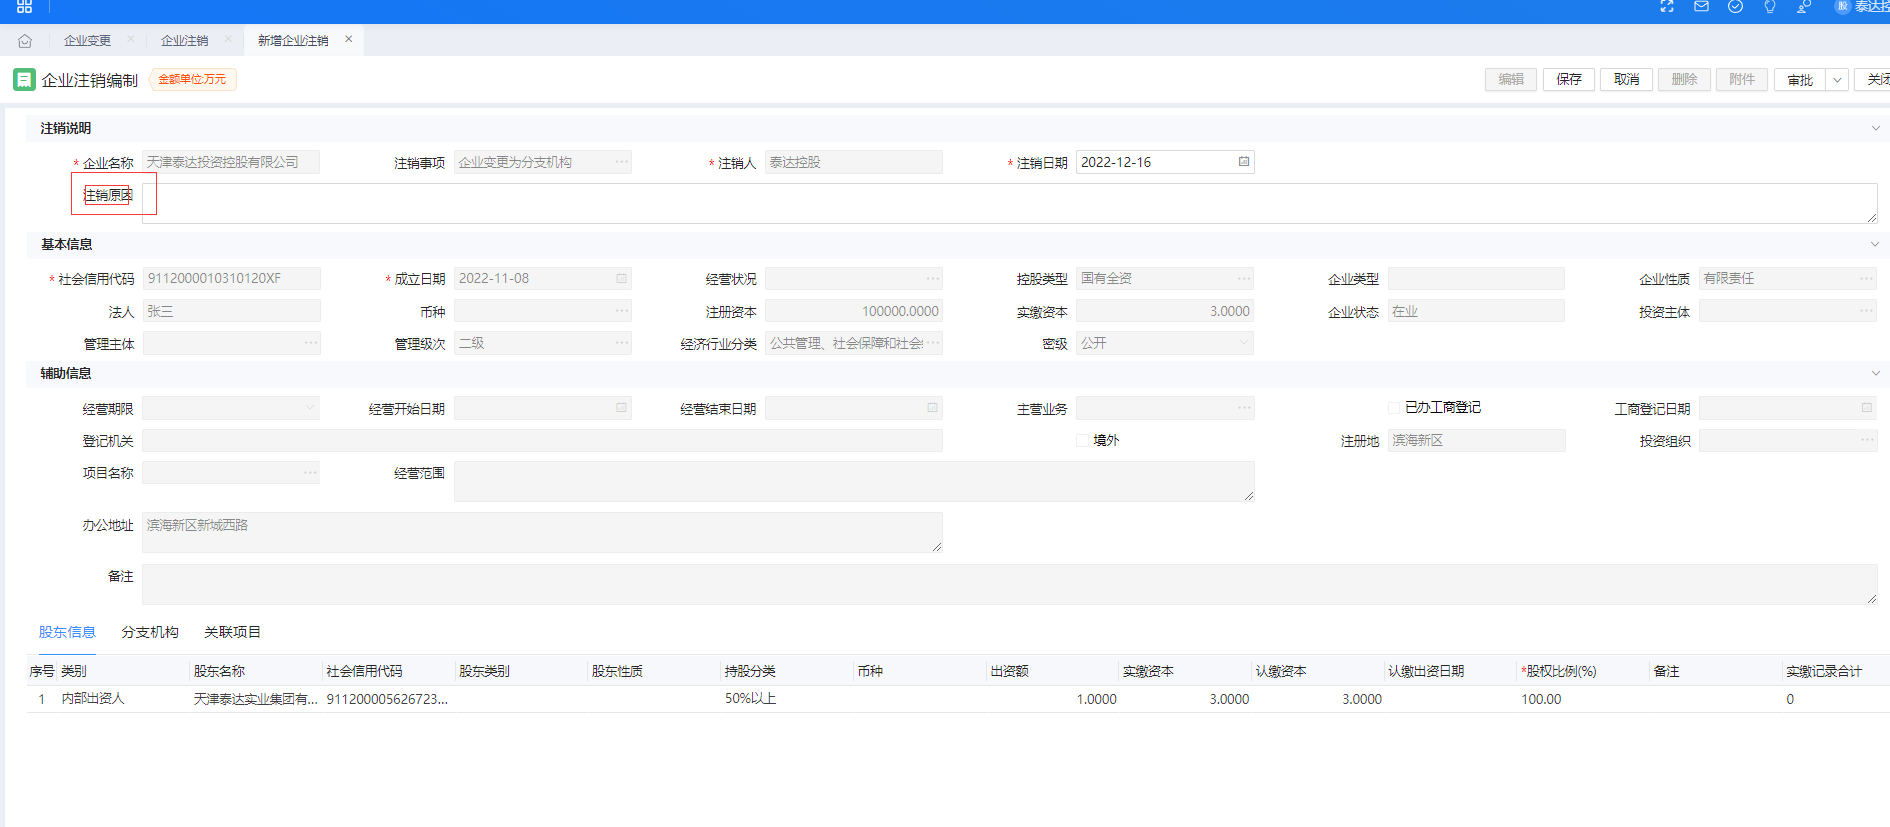 股 泰达控
企业变更 × 企业注销 × 新增企业注销 ×
企业注销编制 金额单位:万元 编辑 保存 取消 删除 附件 审批 关闭
注销说明
* 企业名称 天津泰达投资控股有限公司 注销事项 企业变更为分支机构 ··· * 注销人 泰达控股 * 注销日期 2022-12-16
注销原因
基本信息
* 社会信用代码 9112000010310120XF * 成立日期 2022-11-08 经营状况 ··· 控股类型 国有全资 ··· 企业类型 企业性质 有限责任 ···
法人 张三 币种 ··· 注册资本 100000.0000 实缴资本 3.0000 企业状态 在业 投资主体 ···
管理主体 ··· 管理级次 二级 ··· 经济行业分类 公共管理、社会保障和社会 ··· 密级 公开
辅助信息
经营期限 经营开始日期 经营结束日期 主营业务 ··· 已办工商登记 工商登记日期
登记机关 境外 注册地 滨海新区 投资组织 ···
项目名称 ··· 经营范围
办公地址 滨海新区新城西路
备注
股东信息 分支机构 关联项目
序号 类别 股东名称 社会信用代码 股东类别 股东性质 持股分类 币种 出资额 实缴资本 认缴资本 认缴出资日期 *股权比例(%) 备注 实缴记录合计
1 内部出资人 天津泰达实业集团有... 911200005626723... 50%以上 1.0000 3.0000 3.0000 100.00 0